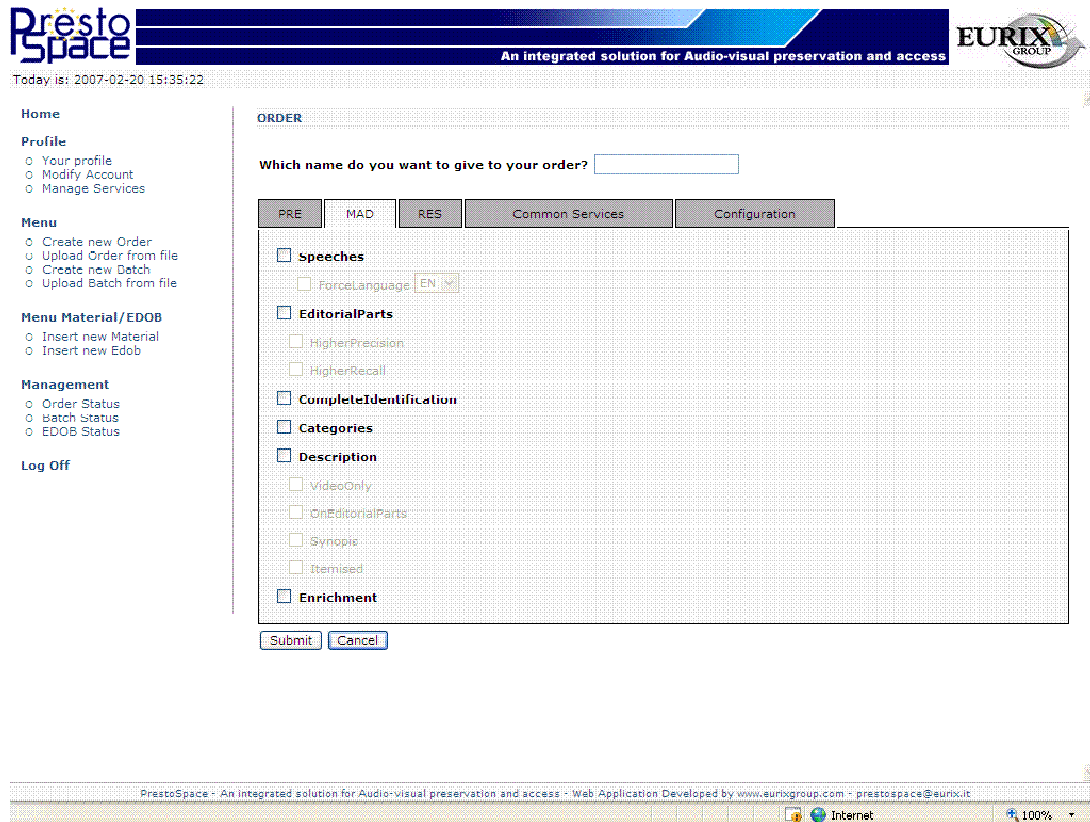 Presto
Space
An integrated solution for Audio-visual preservation and access
EURIX
GROUP
Today is: 2007-02-20 15:35:22
Home
Profile
Your profile
Modify Account
Manage Services
Menu
Create new Order
Upload Order from file
Create new Batch
Upload Batch from file
Menu Material/EDOB
Insert new Material
Insert new Edob
Management
Order Status
Batch Status
EDOB Status
Log Off
ORDER
Which name do you want to give to your order?
PRE MAD RES Common Services Configuration
Speeches
ForceLanguage EN
EditorialParts
HigherPrecision
HigherRecall
CompleteIdentification
Categories
Description
VideoOnly
OnEditorialParts
Synopis
Itemised
Enrichment
Submit Cancel
PrestoSpace - An integrated solution for Audio-visual preservation and access - Web Application Developed by www.eurixgroup.com - prestospace@eurix.it
Internet 100%